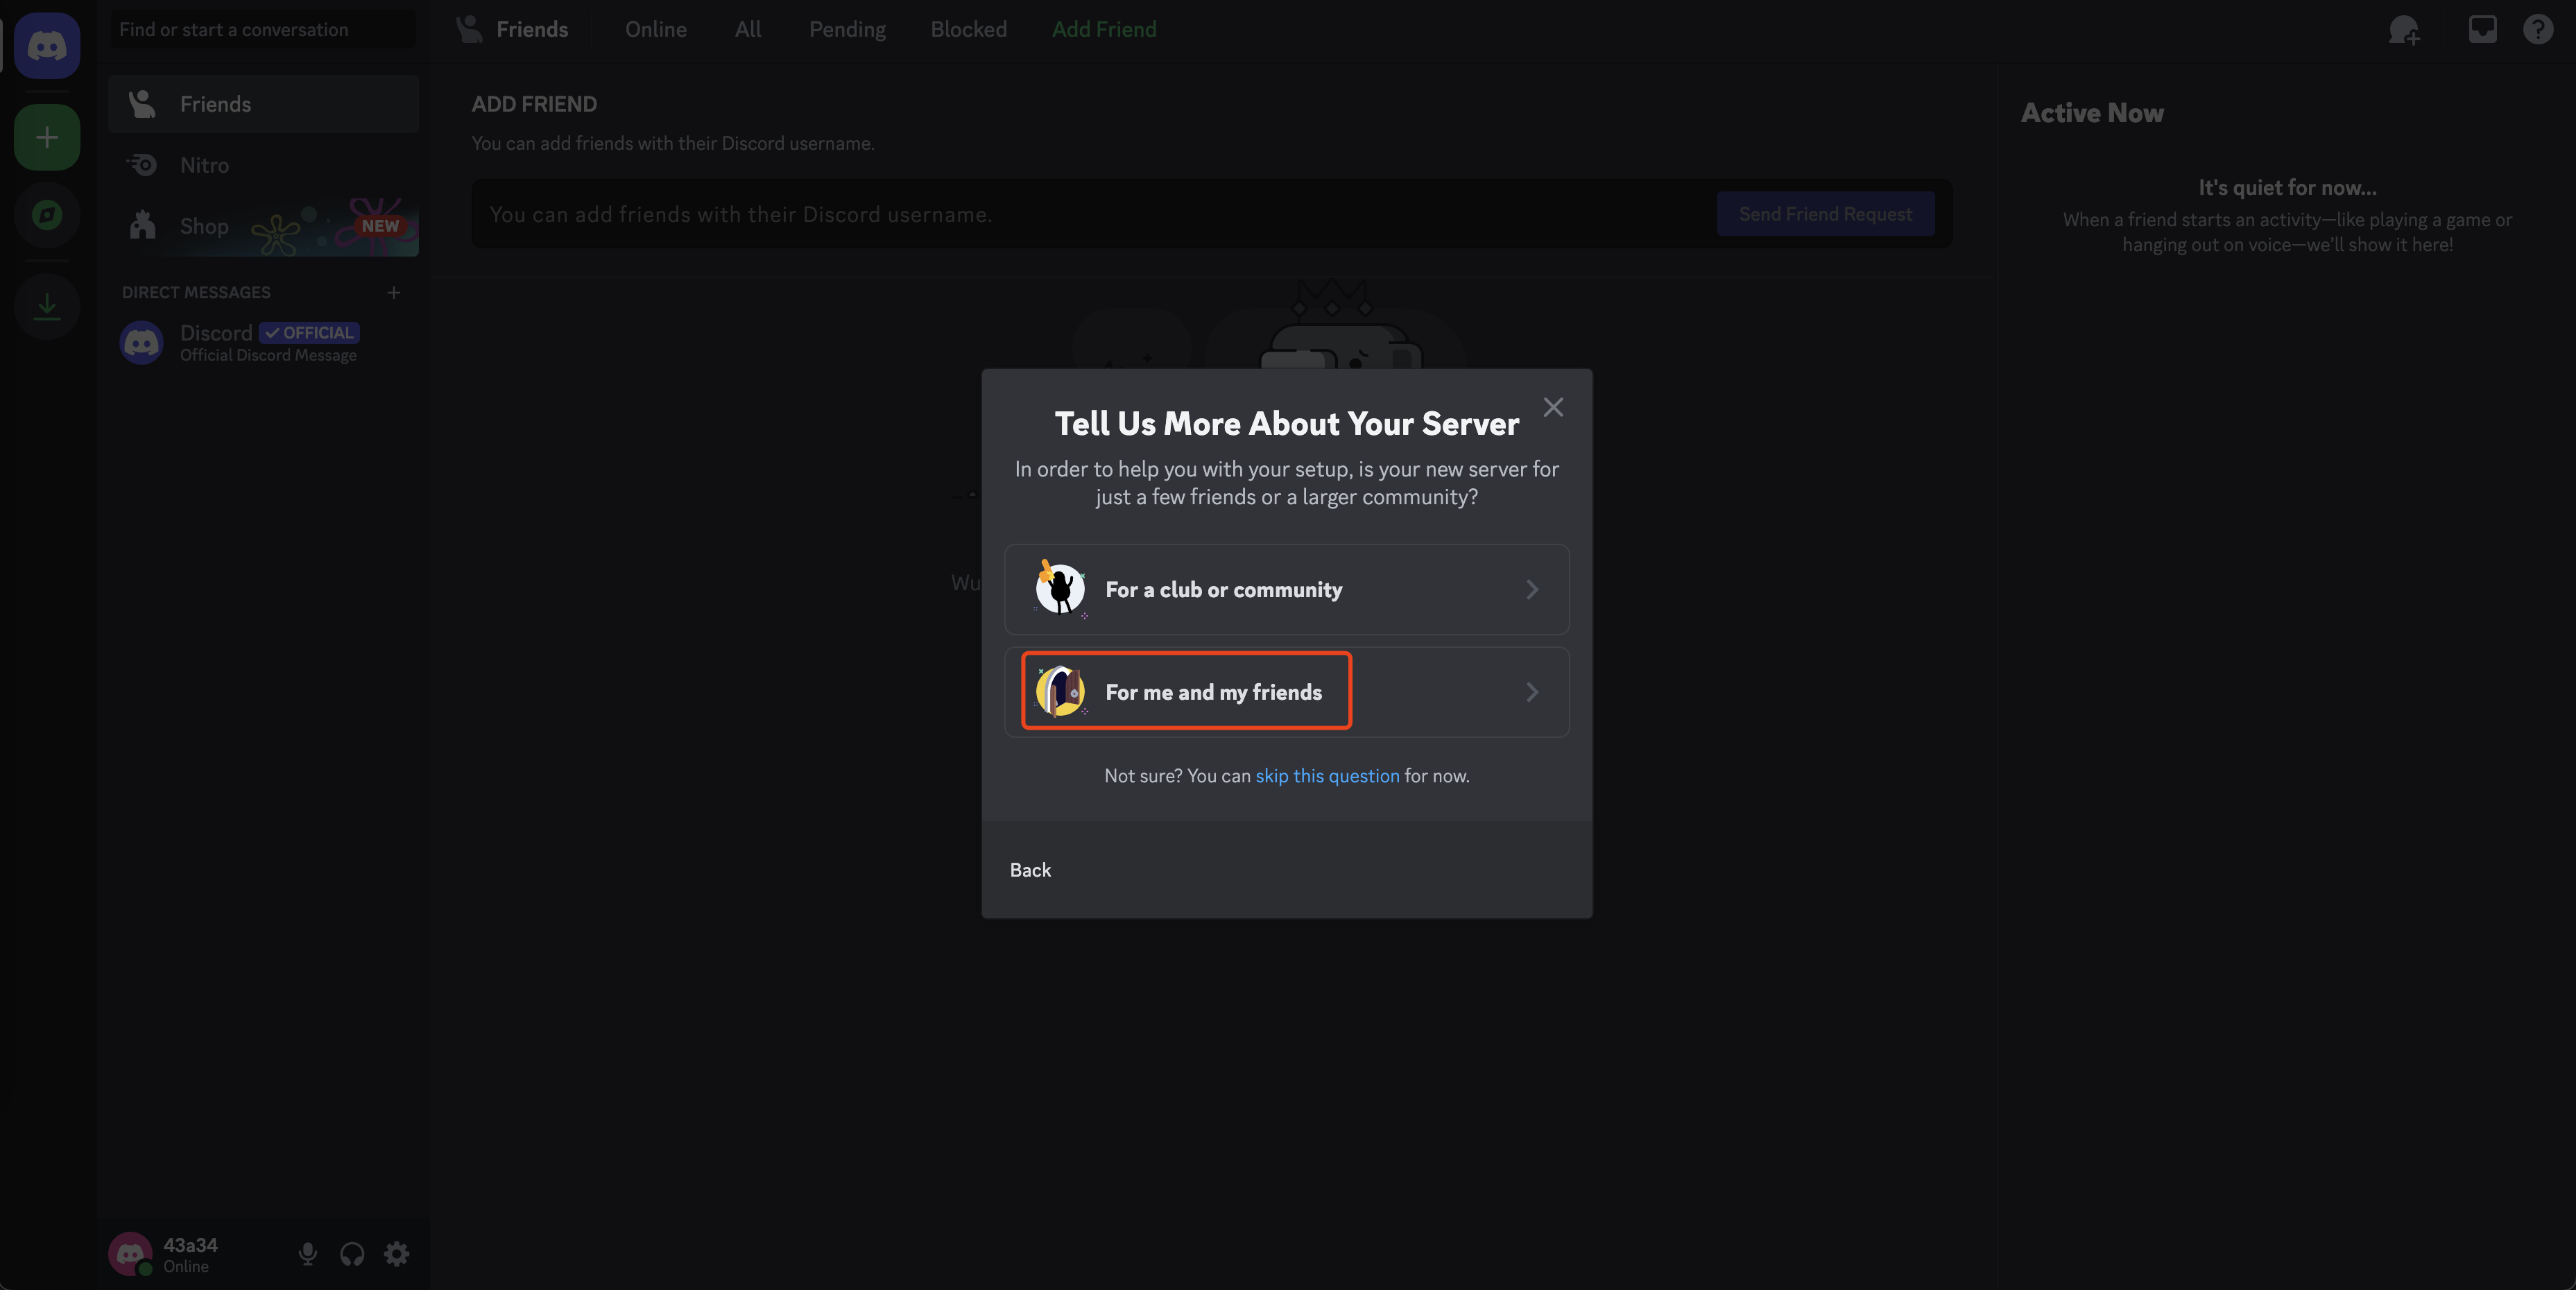 Find or start a conversation
Friends
Online
All
Pending
Blocked
Add Friend
Friends
Nitro
Shop
NEW
DIRECT MESSAGES
Discord
OFFICIAL
Official Discord Message
ADD FRIEND
You can add friends with their Discord username.
You can add friends with their Discord username.
Send Friend Request
Active Now
It's quiet for now...
When a friend starts an activity—like playing a game or
hanging out on voice—we'll show it here!
Tell Us More About Your Server
In order to help you with your setup, is your new server for
just a few friends or a larger community?
For a club or community
For me and my friends
Not sure? You can skip this question for now.
Back
Wu
43a34
Online